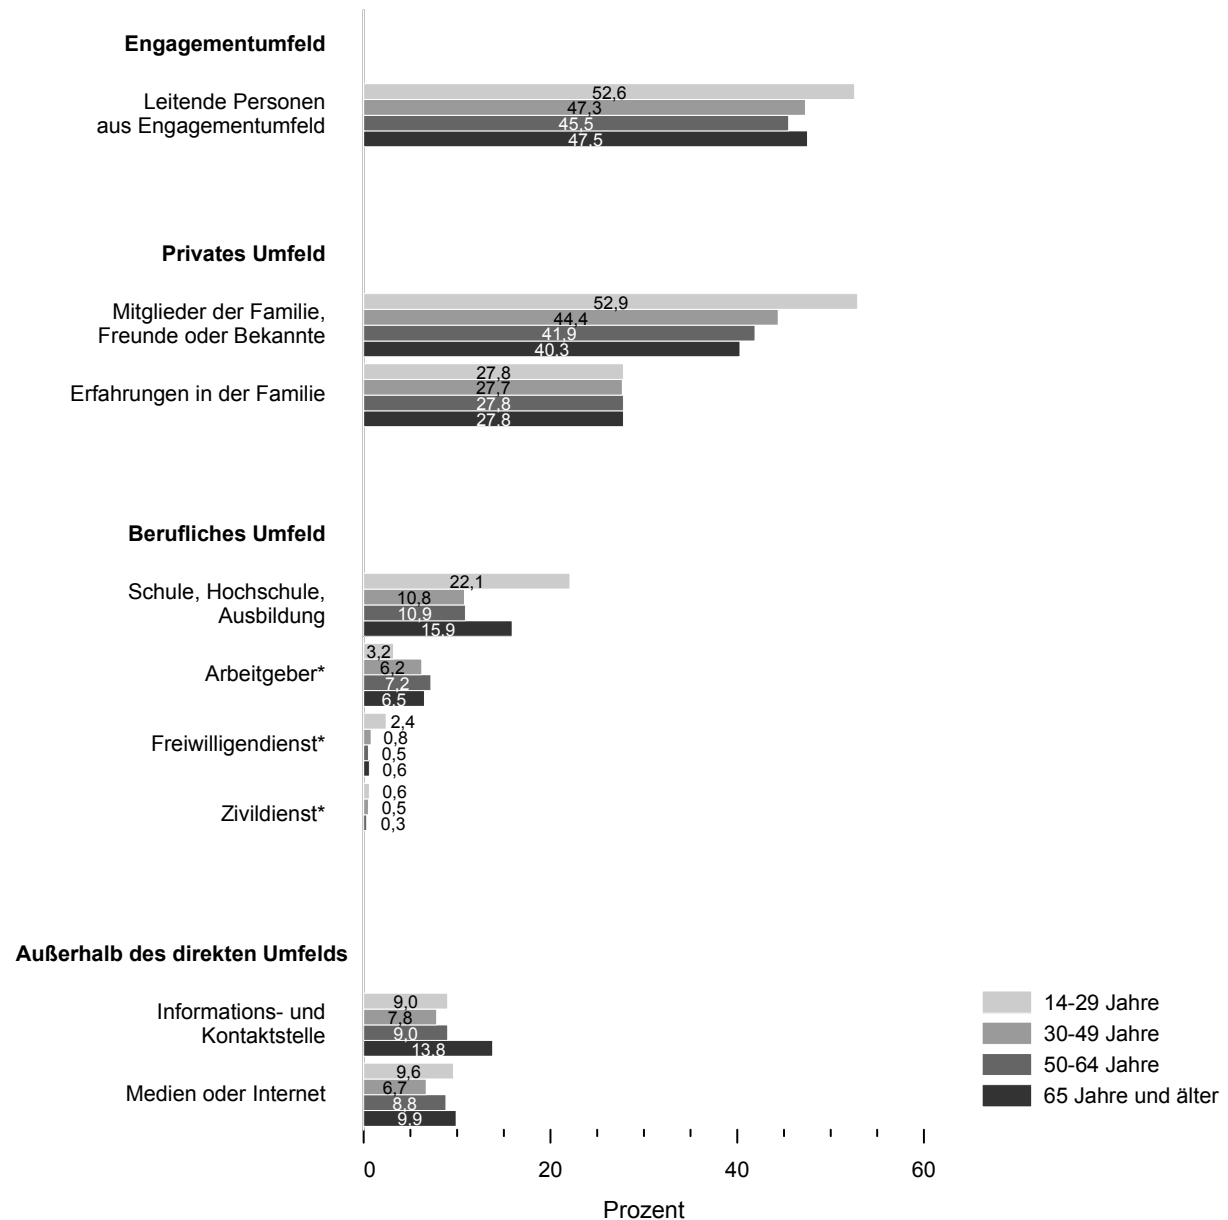 Engagementumfeld
Leitende Personen
aus Engagementumfeld
52,6
47,3
45,5
47,5
Privates Umfeld
Mitglieder der Familie,
Freunde oder Bekannte
52,9
44,4
41,9
40,3
Erfahrungen in der Familie
27,8
27,7
27,8
27,8
Berufliches Umfeld
Schule, Hochschule,
Ausbildung
22,1
10,8
10,9
15,9
Arbeitgeber*
3,2
6,2
7,2
6,5
Freiwilligendienst*
2,4
0,8
0,5
0,6
Zivildienst*
0,6
0,5
0,3
Außerhalb des direkten Umfelds
Informations- und
Kontaktstelle
9,0
7,8
9,0
13,8
Medien oder Internet
9,6
6,7
8,8
9,9
14-29 Jahre
30-49 Jahre
50-64 Jahre
65 Jahre und älter
0 20 40 60
Prozent